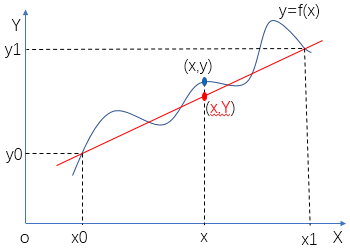 Y
y=f(x)
y1
(x,y)
(x,Y)
y0
o
x0
x
x1
X